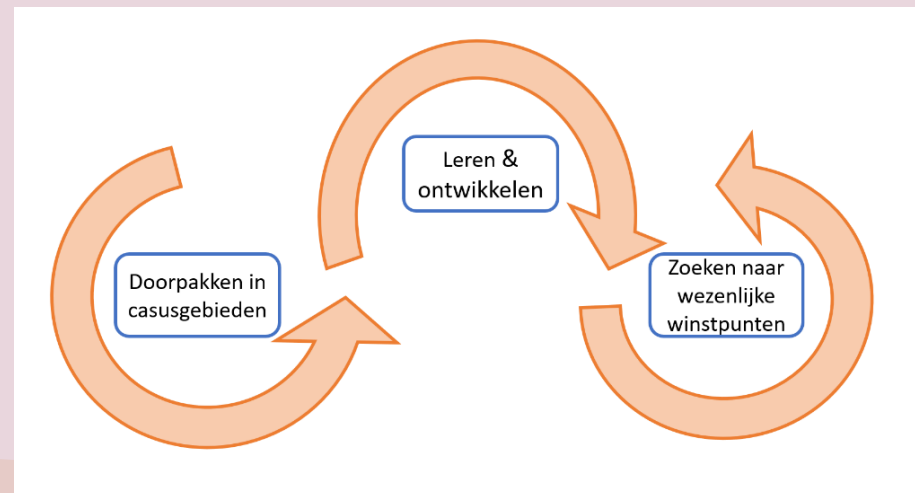 Leren &
ontwikkelen
Doorpakken in
casusgebieden
Zoeken naar
wezenlijke
winstpunten